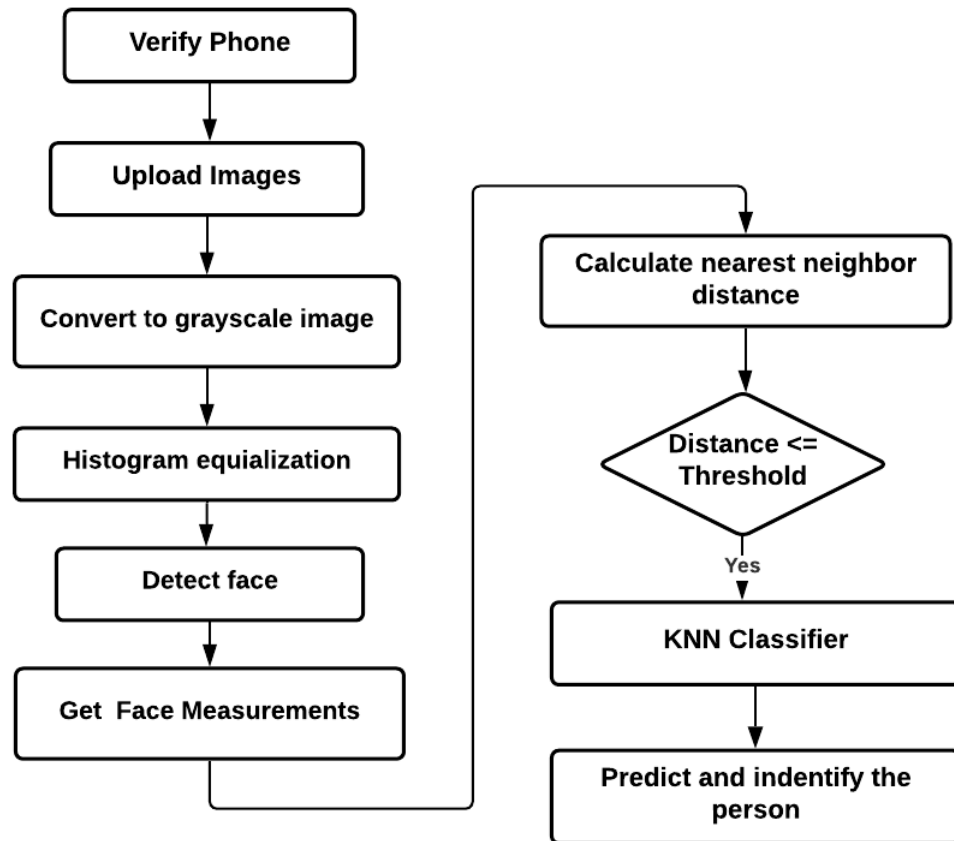 Verify Phone
Upload Images
Convert to grayscale image
Histogram equialization
Detect face
Get  Face Measurements
Calculate nearest neighbor
distance
Distance <=
Threshold
Yes
KNN Classifier
Predict and indentify the
person